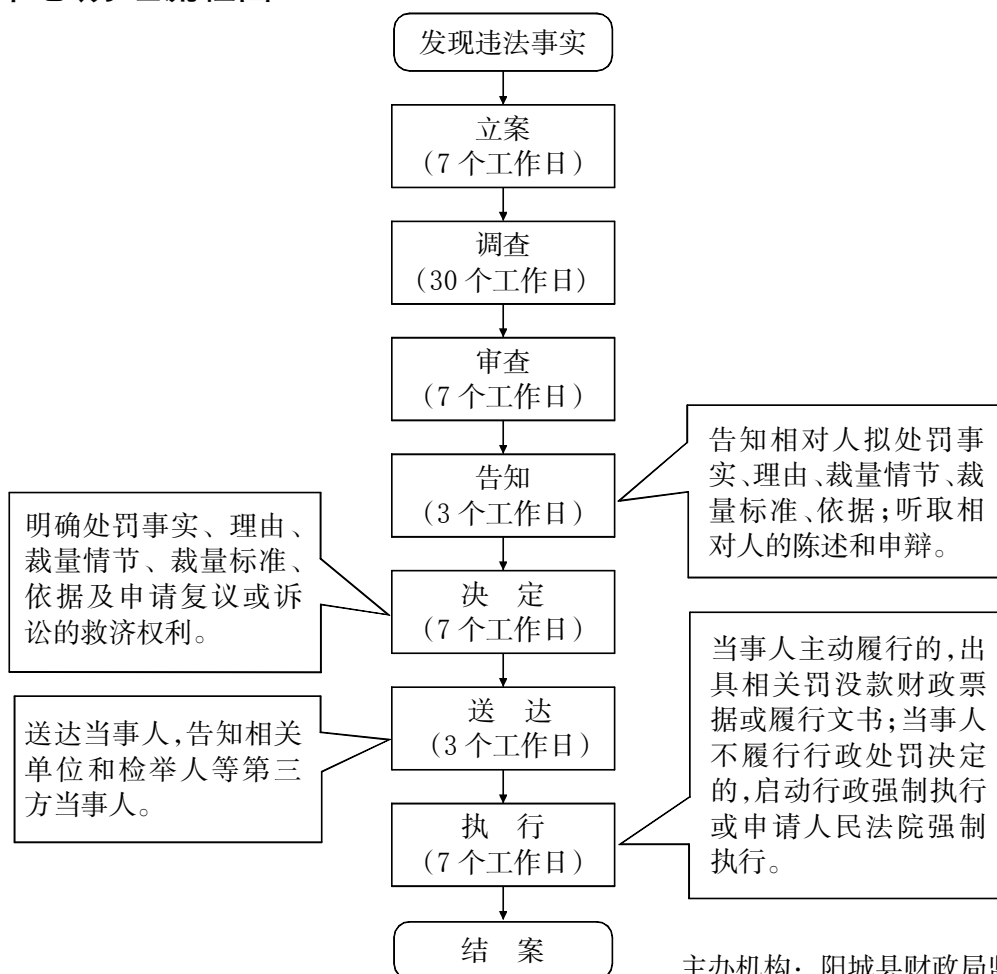 发现违法事实
立案
（7 个工作日）
调查
（30 个工作日）
审查
（7 个工作日）
告知
（3 个工作日）
告知相对人拟处罚事
实、理由、裁量情节、裁
量标准、依据；听取相
对人的陈述和申辩。
明确处罚事实、理由、
裁量情节、裁量标准、
依据及申请复议或诉
讼的救济权利。
决　定
（7 个工作日）
送　达
（3 个工作日）
送达当事人，告知相关
单位和检举人等第三
方当事人。
当事人主动履行的，出
具相关罚没款财政票
据或履行文书；当事人
不履行行政处罚决定
的，启动行政强制执行
或申请人民法院强制
执行。
执　行
（7 个工作日）
结　案
主办机构：阳城县财政局